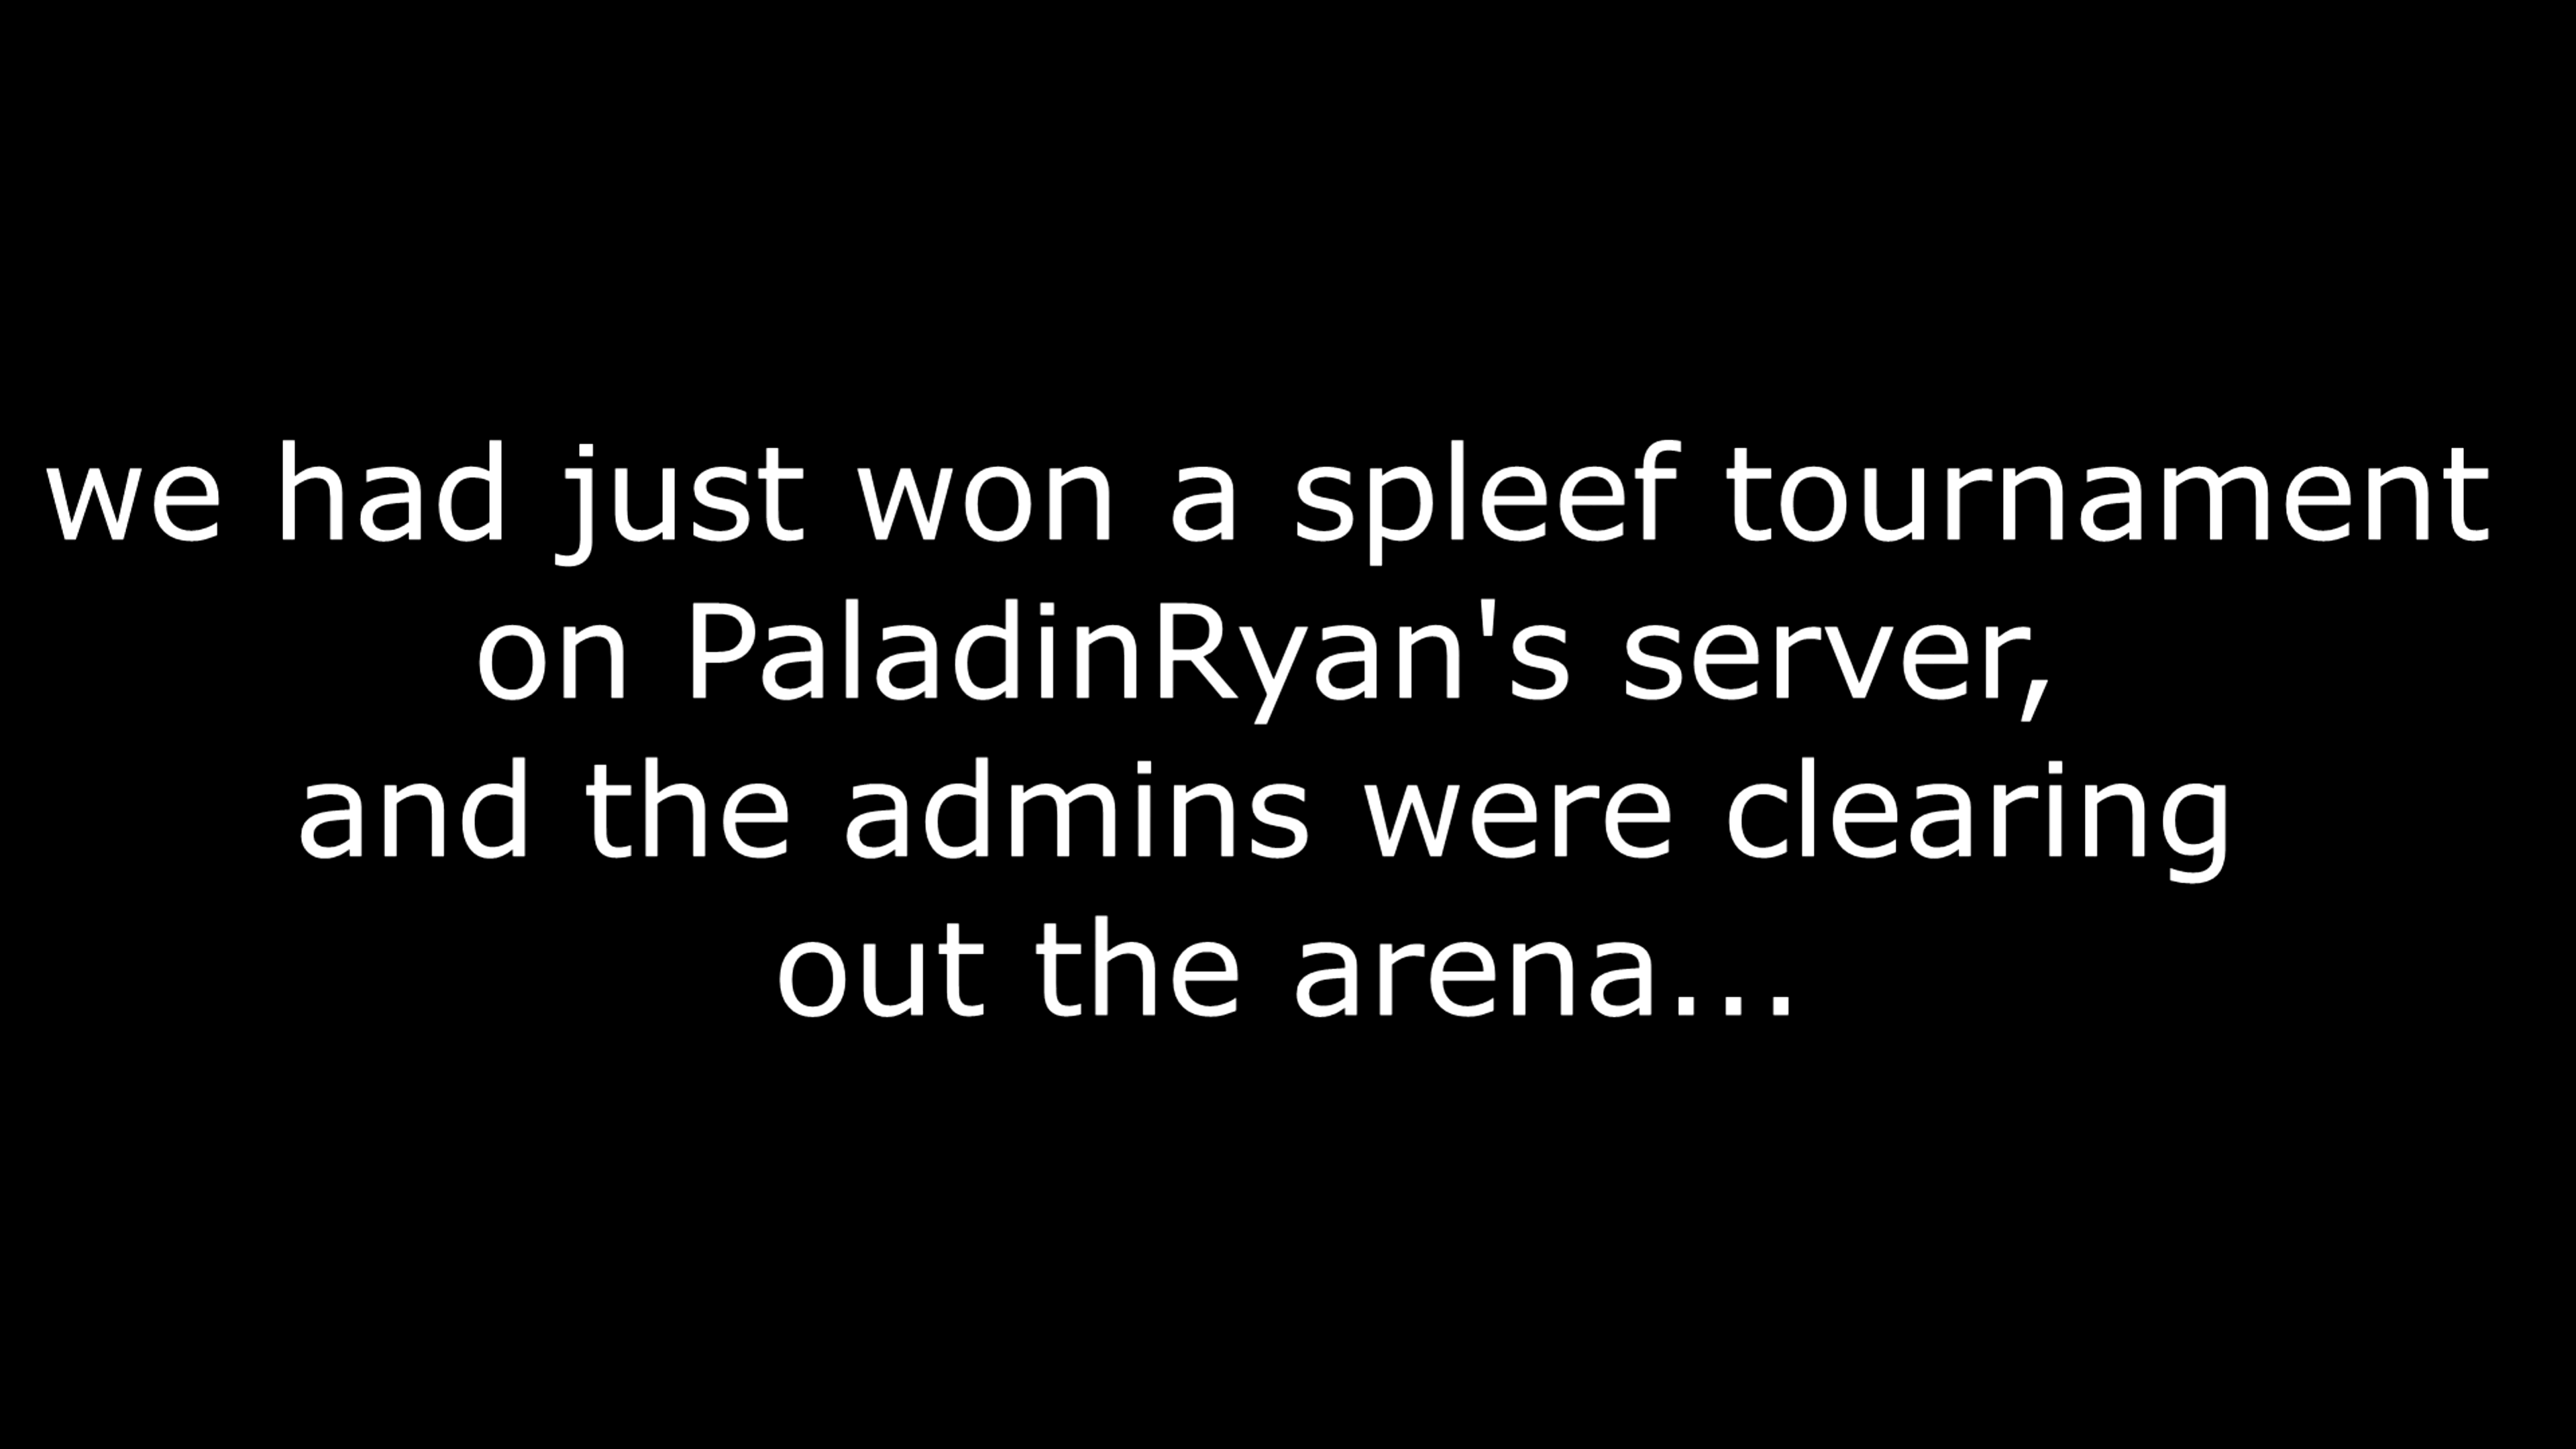 we had just won a spleef tournament
on PaladinRyan's server,
and the admins were clearing
out the arena...